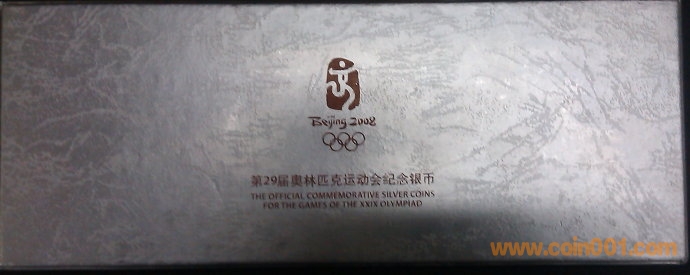 Beijing 2008
第29届奥林匹克运动会纪念银币
THE OFFICIAL COMMEMORATIVE SILVER COINS
FOR THE GAMES OF THE XXIX OLYMPIAD
www.coin001.com